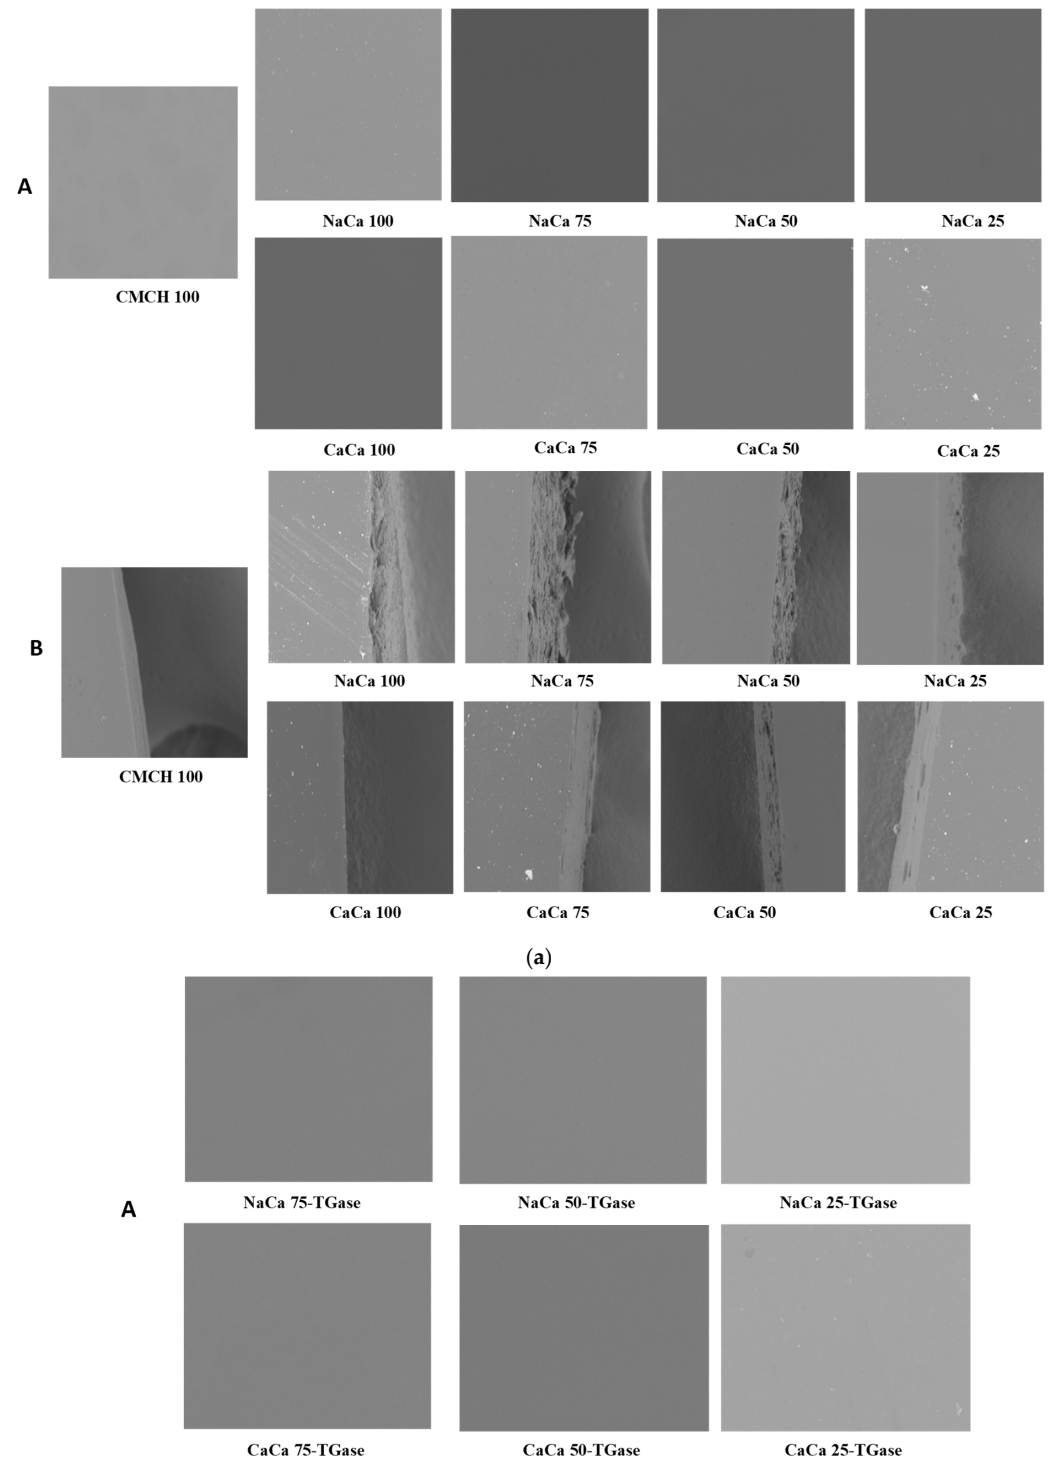 A
NaCa 100 NaCa 75 NaCa 50 NaCa 25
CMCH 100
CaCa 100 CaCa 75 CaCa 50 CaCa 25
B
NaCa 100 NaCa 75 NaCa 50 NaCa 25
CMCH 100
CaCa 100 CaCa 75 CaCa 50 CaCa 25
(a)
NaCa 75-TGase NaCa 50-TGase NaCa 25-TGase
A
CaCa 75-TGase CaCa 50-TGase CaCa 25-TGase